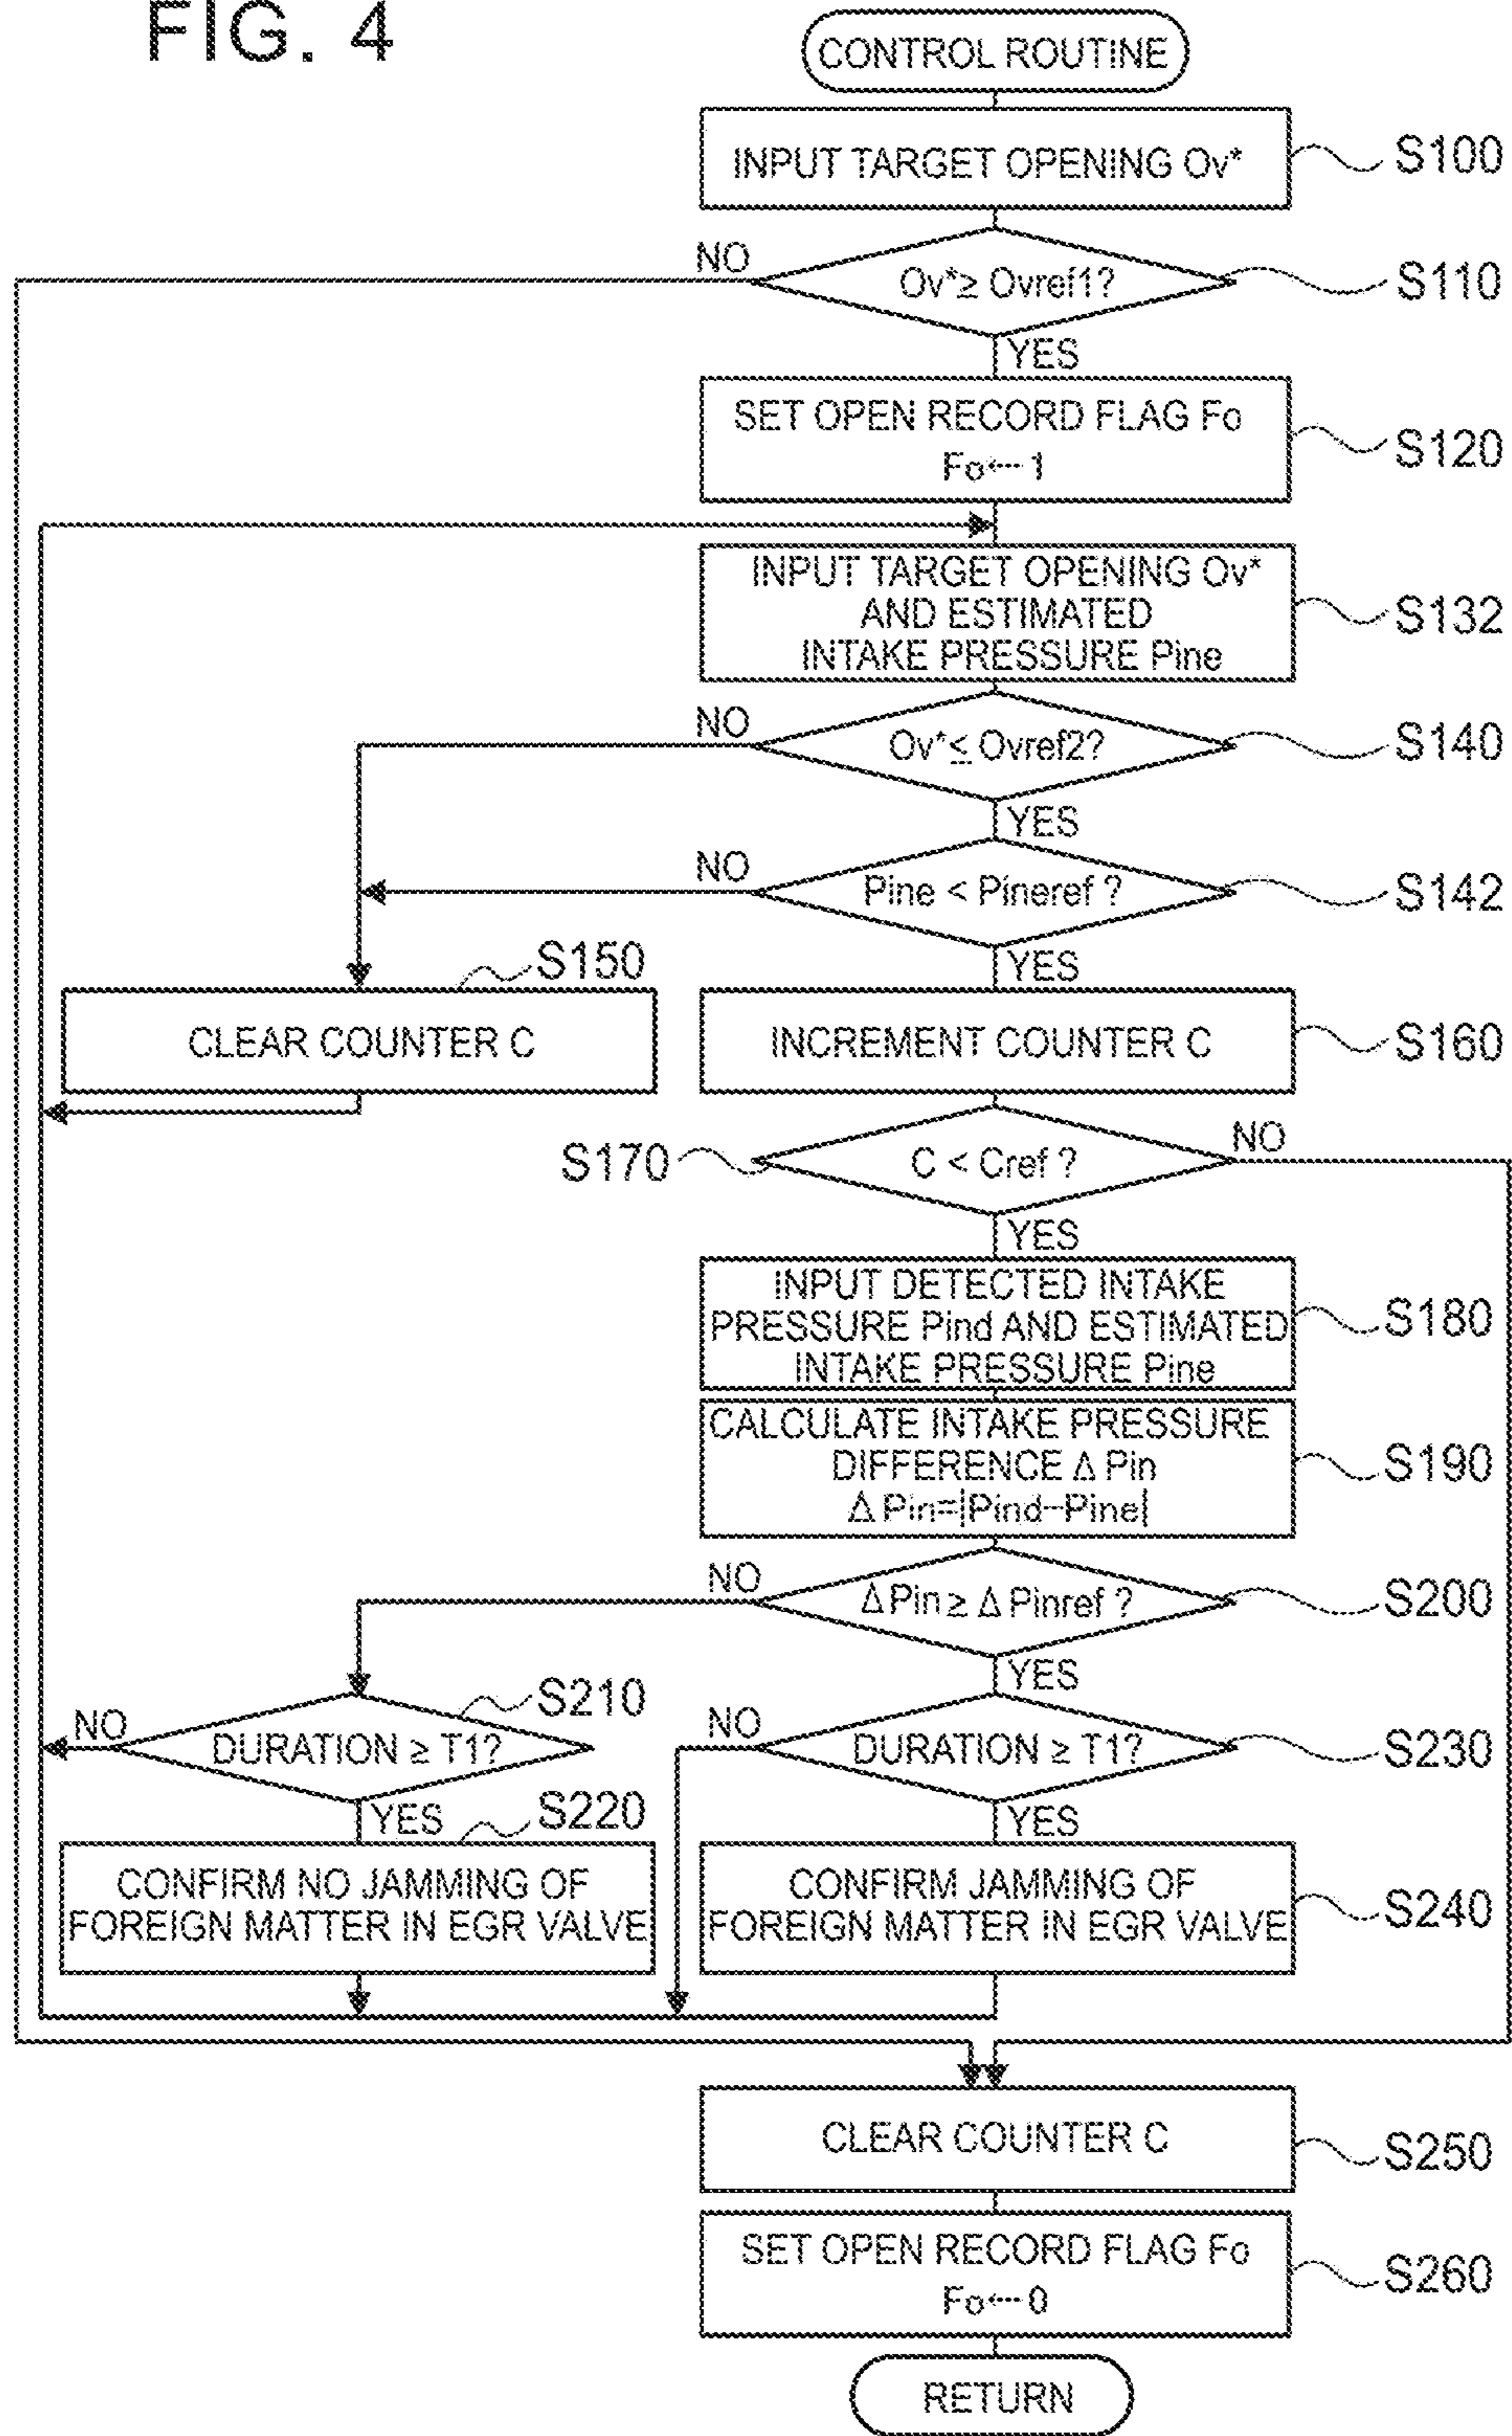 FIG. 4
CONTROL ROUTINE
INPUT TARGET OPENING Ov*
S100
NO
Ov*≥ Ovref1?
S110
YES
SET OPEN RECORD FLAG Fo
Fo← 1
S120
INPUT TARGET OPENING Ov*
AND ESTIMATED
INTAKE PRESSURE Pine
S132
NO
Ov*≤ Ovref2?
S140
YES
NO
Pine < Pineref ?
S142
YES
S150
CLEAR COUNTER C
INCREMENT COUNTER C
S160
S170
C < Cref ?
NO
YES
INPUT DETECTED INTAKE
PRESSURE Pind AND ESTIMATED
INTAKE PRESSURE Pine
S180
CALCULATE INTAKE PRESSURE
DIFFERENCE Δ Pin
Δ Pin=|Pind-Pine|
S190
NO
Δ Pin ≥ Δ Pinref ?
S200
YES
S210
NO
DURATION ≥ T1?
NO
DURATION ≥ T1?
S230
YES
S220
YES
CONFIRM NO JAMMING OF
FOREIGN MATTER IN EGR VALVE
CONFIRM JAMMING OF
FOREIGN MATTER IN EGR VALVE
S240
CLEAR COUNTER C
S250
SET OPEN RECORD FLAG Fo
Fo← 0
S260
RETURN